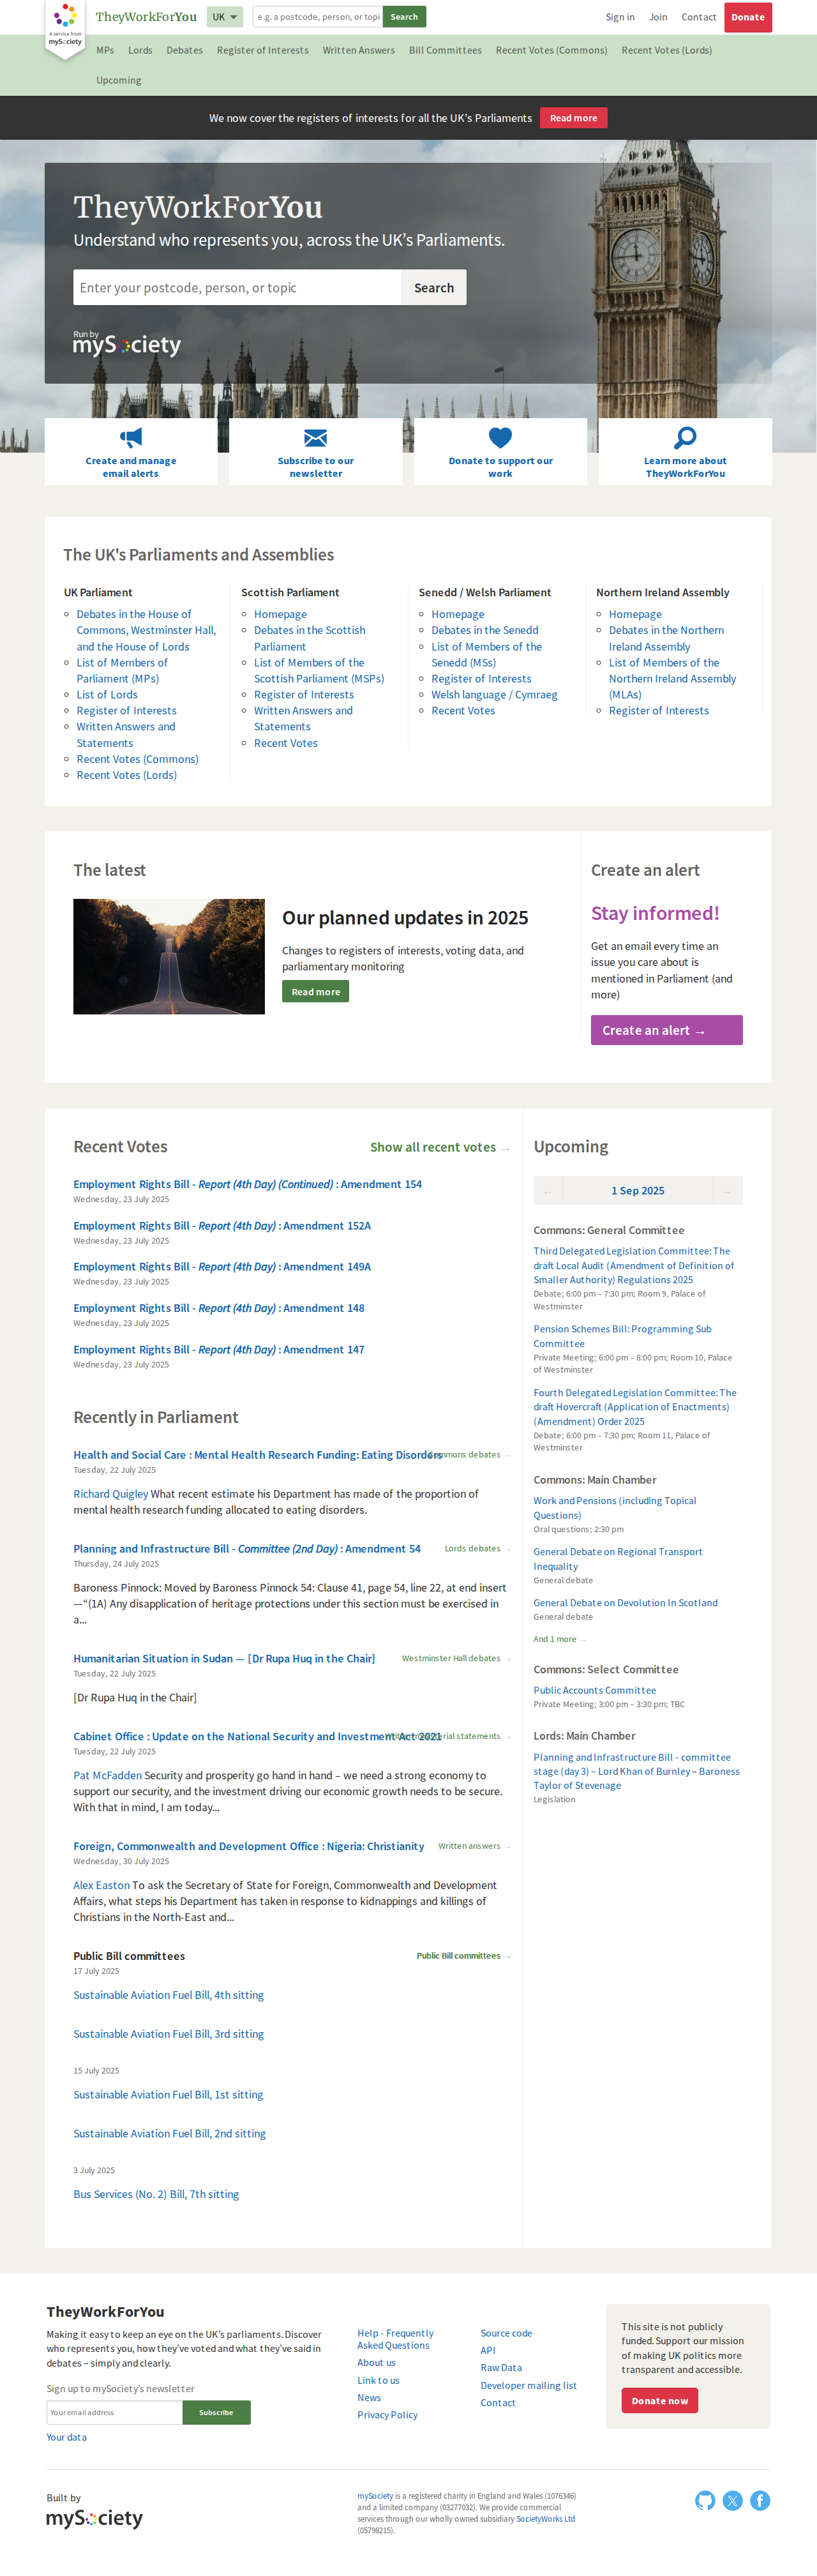 A service from
mySociety
TheyWorkForYou
UK
e.g. a postcode, person, or topi
Search
Sign in
Join
Contact
Donate
MPs
Lords
Debates
Register of Interests
Written Answers
Bill Committees
Recent Votes (Commons)
Recent Votes (Lords)
Upcoming
We now cover the registers of interests for all the UK's Parliaments
Read more
TheyWorkForYou
Understand who represents you, across the UK’s Parliaments.
Enter your postcode, person, or topic
Search
Run by
mySociety
Create and manage
email alerts
Subscribe to our
newsletter
Donate to support our
work
Learn more about
TheyWorkForYou
The UK's Parliaments and Assemblies
UK Parliament
Debates in the House of
Commons, Westminster Hall,
and the House of Lords
List of Members of
Parliament (MPs)
List of Lords
Register of Interests
Written Answers and
Statements
Recent Votes (Commons)
Recent Votes (Lords)
Scottish Parliament
Homepage
Debates in the Scottish
Parliament
List of Members of the
Scottish Parliament (MSPs)
Register of Interests
Written Answers and
Statements
Recent Votes
Senedd / Welsh Parliament
Homepage
Debates in the Senedd
List of Members of the
Senedd (MSs)
Register of Interests
Welsh language / Cymraeg
Recent Votes
Northern Ireland Assembly
Homepage
Debates in the Northern
Ireland Assembly
List of Members of the
Northern Ireland Assembly
(MLAs)
Register of Interests
The latest
Our planned updates in 2025
Changes to registers of interests, voting data, and
parliamentary monitoring
Read more
Create an alert
Stay informed!
Get an email every time an
issue you care about is
mentioned in Parliament (and
more)
Create an alert →
Recent Votes
Show all recent votes →
Employment Rights Bill - Report (4th Day) (Continued) : Amendment 154
Wednesday, 23 July 2025
Employment Rights Bill - Report (4th Day) : Amendment 152A
Wednesday, 23 July 2025
Employment Rights Bill - Report (4th Day) : Amendment 149A
Wednesday, 23 July 2025
Employment Rights Bill - Report (4th Day) : Amendment 148
Wednesday, 23 July 2025
Employment Rights Bill - Report (4th Day) : Amendment 147
Wednesday, 23 July 2025
Recently in Parliament
Health and Social Care : Mental Health Research Funding: Eating Disorders
Commons debates →
Tuesday, 22 July 2025
Richard Quigley What recent estimate his Department has made of the proportion of
mental health research funding allocated to eating disorders.
Planning and Infrastructure Bill - Committee (2nd Day) : Amendment 54
Lords debates →
Thursday, 24 July 2025
Baroness Pinnock: Moved by Baroness Pinnock 54: Clause 41, page 54, line 22, at end insert
—“(1A) Any disapplication of heritage protections under this section must be exercised in
a...
Humanitarian Situation in Sudan — [Dr Rupa Huq in the Chair]
Westminster Hall debates →
Tuesday, 22 July 2025
[Dr Rupa Huq in the Chair]
Cabinet Office : Update on the National Security and Investment Act 2021
Written ministerial statements →
Tuesday, 22 July 2025
Pat McFadden Security and prosperity go hand in hand – we need a strong economy to
support our security, and the investment driving our economic growth needs to be secure.
With that in mind, I am today...
Foreign, Commonwealth and Development Office : Nigeria: Christianity
Written answers →
Wednesday, 30 July 2025
Alex Easton To ask the Secretary of State for Foreign, Commonwealth and Development
Affairs, what steps his Department has taken in response to kidnappings and killings of
Christians in the North-East and...
Public Bill committees
Public Bill committees →
17 July 2025
Sustainable Aviation Fuel Bill, 4th sitting
Sustainable Aviation Fuel Bill, 3rd sitting
15 July 2025
Sustainable Aviation Fuel Bill, 1st sitting
Sustainable Aviation Fuel Bill, 2nd sitting
3 July 2025
Bus Services (No. 2) Bill, 7th sitting
Upcoming
← 1 Sep 2025 →
Commons: General Committee
Third Delegated Legislation Committee: The
draft Local Audit (Amendment of Definition of
Smaller Authority) Regulations 2025
Debate; 6:00 pm – 7:30 pm; Room 9, Palace of
Westminster
Pension Schemes Bill: Programming Sub
Committee
Private Meeting; 6:00 pm – 8:00 pm; Room 10, Palace
of Westminster
Fourth Delegated Legislation Committee: The
draft Hovercraft (Application of Enactments)
(Amendment) Order 2025
Debate; 6:00 pm – 7:30 pm; Room 11, Palace of
Westminster
Commons: Main Chamber
Work and Pensions (including Topical
Questions)
Oral questions; 2:30 pm
General Debate on Regional Transport
Inequality
General debate
General Debate on Devolution In Scotland
General debate
And 1 more →
Commons: Select Committee
Public Accounts Committee
Private Meeting; 3:00 pm – 3:30 pm; TBC
Lords: Main Chamber
Planning and Infrastructure Bill - committee
stage (day 3) – Lord Khan of Burnley – Baroness
Taylor of Stevenage
Legislation
TheyWorkForYou
Making it easy to keep an eye on the UK’s parliaments. Discover
who represents you, how they’ve voted and what they’ve said in
debates – simply and clearly.
Sign up to mySociety’s newsletter
Your email address
Subscribe
Your data
Help - Frequently
Asked Questions
About us
Link to us
News
Privacy Policy
Source code
API
Raw Data
Developer mailing list
Contact
This site is not publicly
funded. Support our mission
of making UK politics more
transparent and accessible.
Donate now
Built by
mySociety
mySociety is a registered charity in England and Wales (1076346)
and a limited company (03277032). We provide commercial
services through our wholly owned subsidiary SocietyWorks Ltd
(05798215).